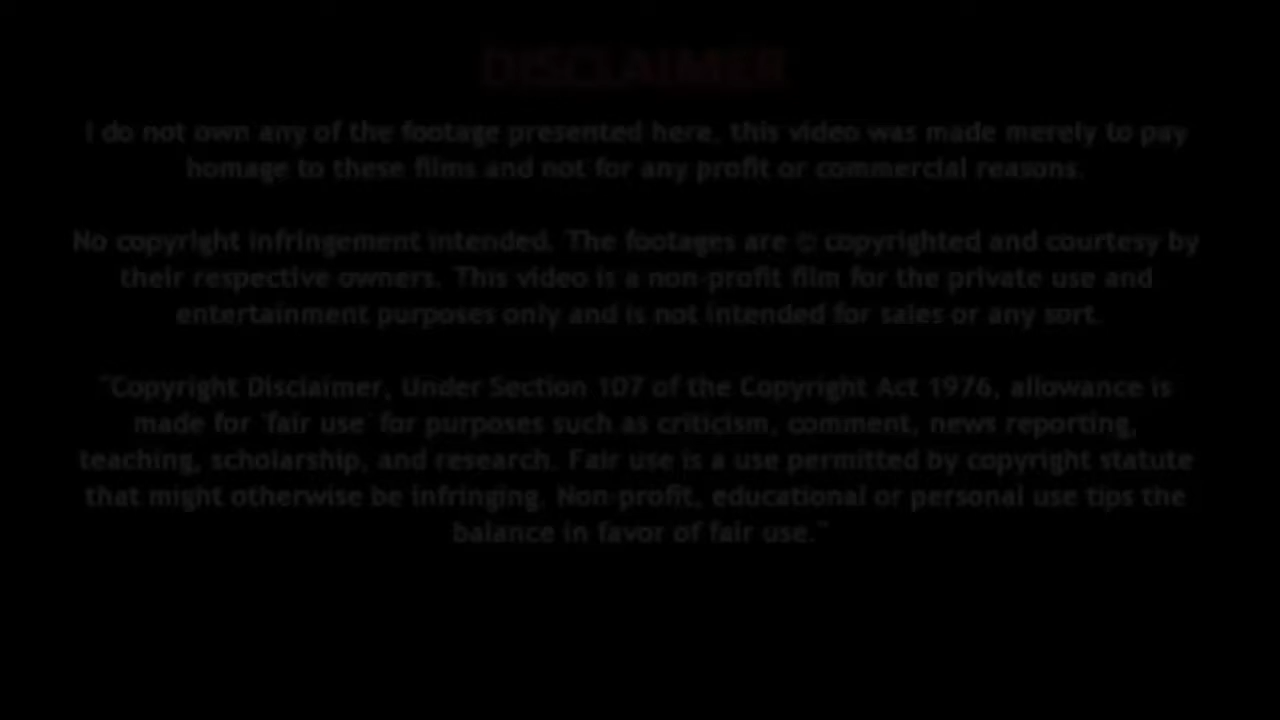 DISCLAIMER
I do not own any of the footage presented here, this video was made merely to pay
homage to these films and not for any profit or commercial reasons.
No copyright infringement intended. The footages are © copyrighted and courtesy by
their respective owners. This video is a non-profit film for the private use and
entertainment purposes only and is not intended for sales or any sort.
"Copyright Disclaimer, Under Section 107 of the Copyright Act 1976, allowance is
made for 'fair use' for purposes such as criticism, comment, news reporting,
teaching, scholarship, and research. Fair use is a use permitted by copyright statute
that might otherwise be infringing. Non-profit, educational or personal use tips the
balance in favor of fair use."